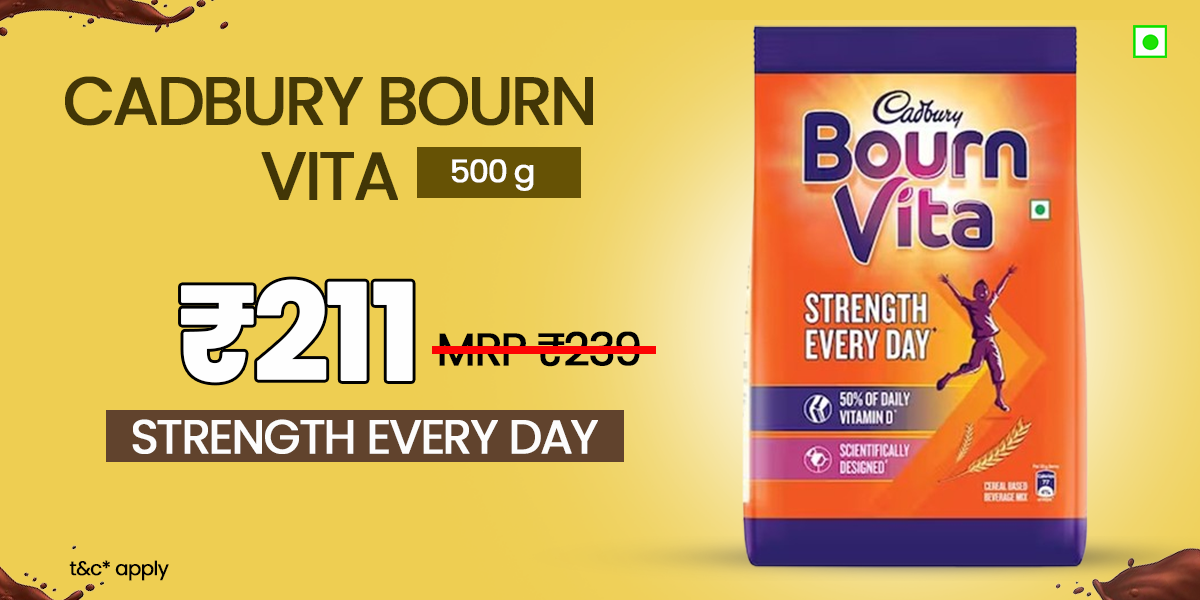 CADBURY BOURN
VITA 500 g
₹211 MRP ₹239
STRENGTH EVERY DAY
t&c* apply
Cadbury
Bourn
Vita
STRENGTH
EVERY DAY*
50% OF DAILY
VITAMIN D*
SCIENTIFICALLY
DESIGNED*
CEREAL BASED
BEVERAGE MIX